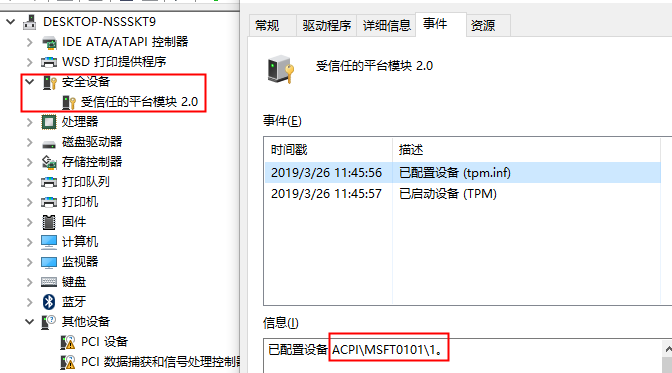 DESKTOP-NSSSKT9
IDE ATA/ATAPI 控制器
WSD 打印提供程序
安全设备
受信任的平台模块 2.0
处理器
磁盘驱动器
存储控制器
打印队列
打印机
固件
计算机
监视器
键盘
蓝牙
其他设备
PCI 设备
PCI 数据捕获和信号处理控制器
常规 驱动程序 详细信息 事件 资源
受信任的平台模块 2.0
事件(E)
时间戳 描述
2019/3/26 11:45:56 已配置设备 (tpm.inf)
2019/3/26 11:45:57 已启动设备 (TPM)
信息(I)
已配置设备 ACPI\MSFT0101\1。